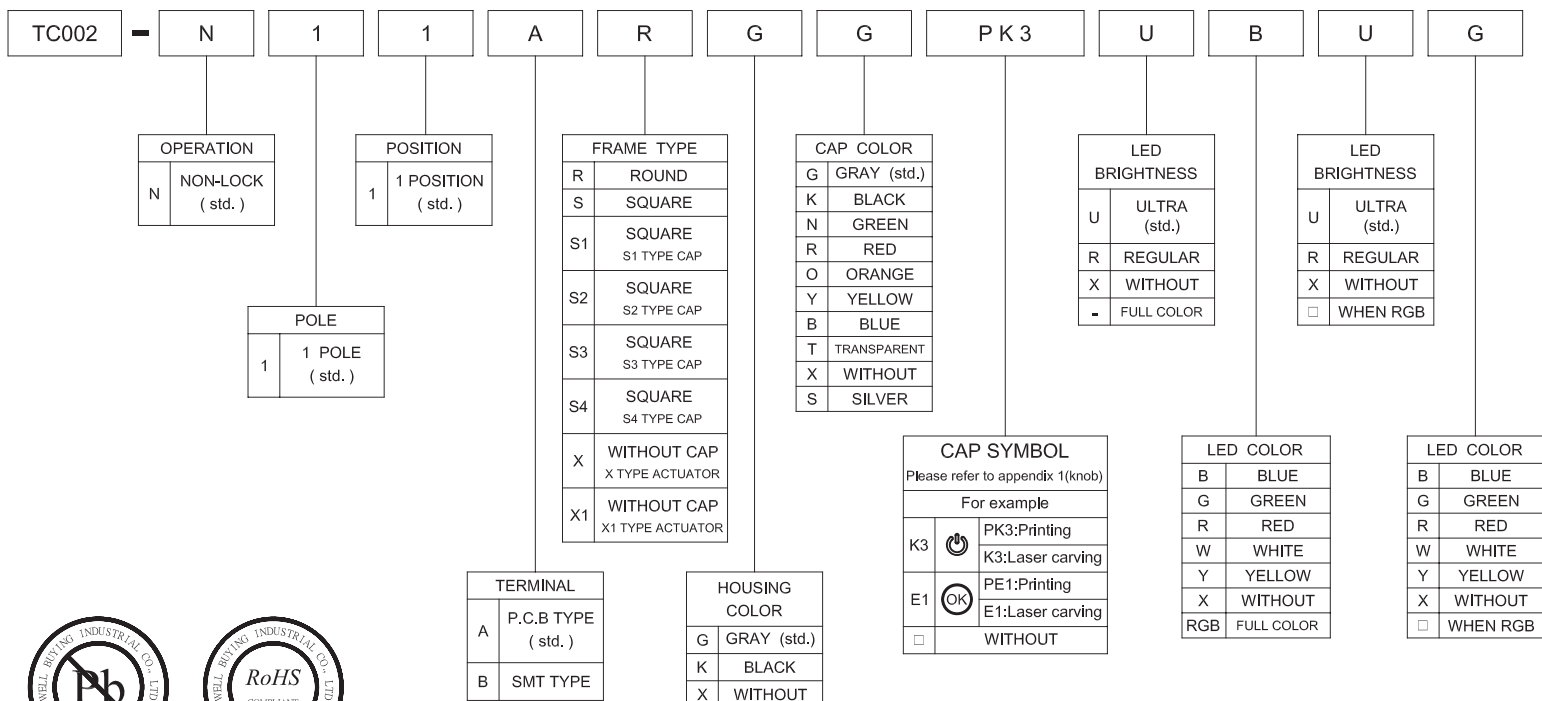 TC002 - N 1 1 A R G G PK3 U B U G
OPERATION
N NON-LOCK
( std. )
POSITION
1 1 POSITION
( std. )
FRAME TYPE
R ROUND
S SQUARE
S1 SQUARE
S1 TYPE CAP
S2 SQUARE
S2 TYPE CAP
S3 SQUARE
S3 TYPE CAP
S4 SQUARE
S4 TYPE CAP
X WITHOUT CAP
X TYPE ACTUATOR
X1 WITHOUT CAP
X1 TYPE ACTUATOR
CAP COLOR
G GRAY (std.)
K BLACK
N GREEN
R RED
O ORANGE
Y YELLOW
B BLUE
T TRANSPARENT
X WITHOUT
S SILVER
LED
BRIGHTNESS
U ULTRA
(std.)
R REGULAR
X WITHOUT
- FULL COLOR
LED
BRIGHTNESS
U ULTRA
(std.)
R REGULAR
X WITHOUT
□ WHEN RGB
POLE
1 1 POLE
( std. )
CAP SYMBOL
Please refer to appendix 1(knob)
For example
K3 PK3:Printing
K3:Laser carving
E1 OK PE1:Printing
E1:Laser carving
□ WITHOUT
LED COLOR
B BLUE
G GREEN
R RED
W WHITE
Y YELLOW
X WITHOUT
RGB FULL COLOR
LED COLOR
B BLUE
G GREEN
R RED
W WHITE
Y YELLOW
X WITHOUT
□ WHEN RGB
TERMINAL
A P.C.B TYPE
( std. )
B SMT TYPE
HOUSING
COLOR
G GRAY (std.)
K BLACK
X WITHOUT
WELL BUYING INDUSTRIAL CO., LTD
Pb
WELL BUYING INDUSTRIAL CO., LTD
RoHS